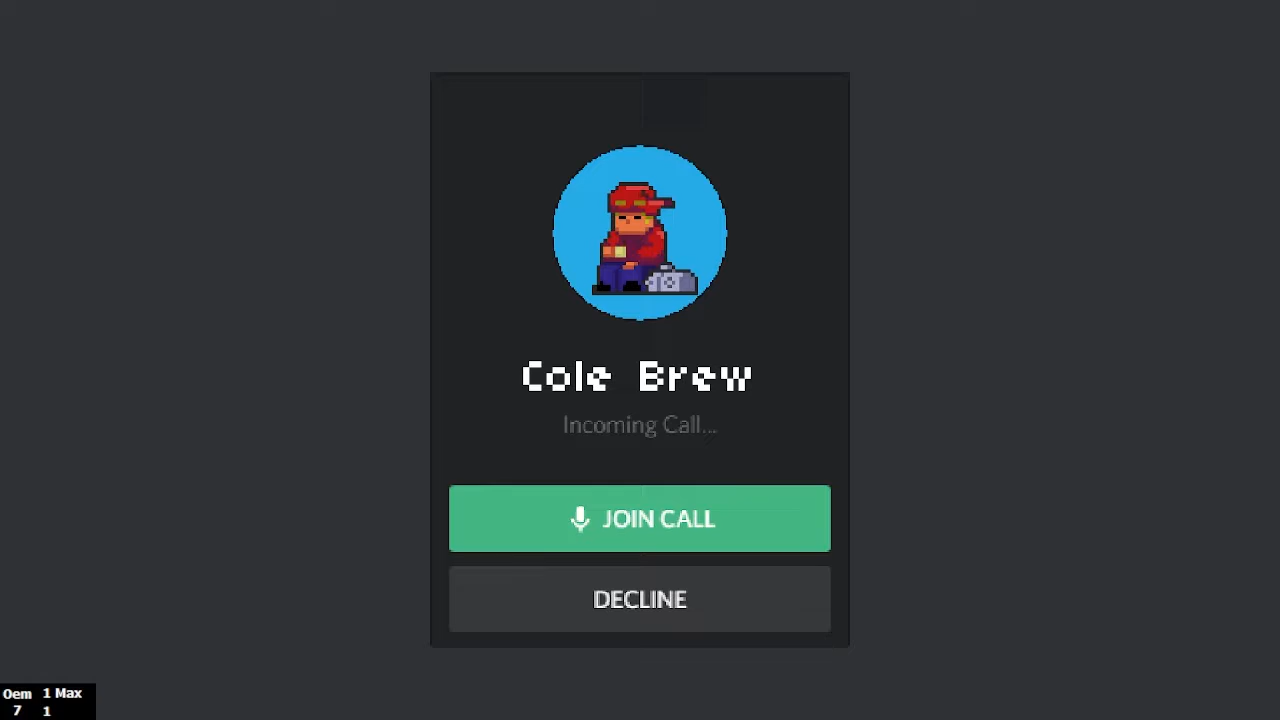 Cole Brew
Incoming Call...
JOIN CALL
DECLINE
Oem 1 Max
7 1